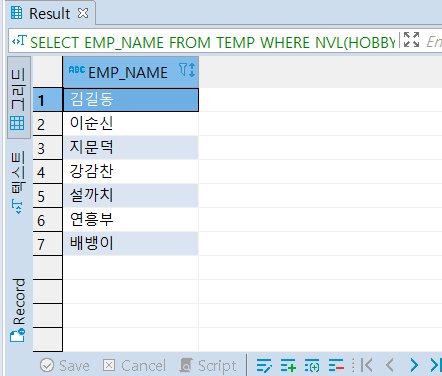 Result
SELECT EMP_NAME FROM TEMP WHERE NVL(HOBBY
En
ABC EMP_NAME
그리드
텍스트
Record
1 김길동
2 이순신
3 지문덕
4 강감찬
5 설까치
6 연흥부
7 배뱅이
Save Cancel Script